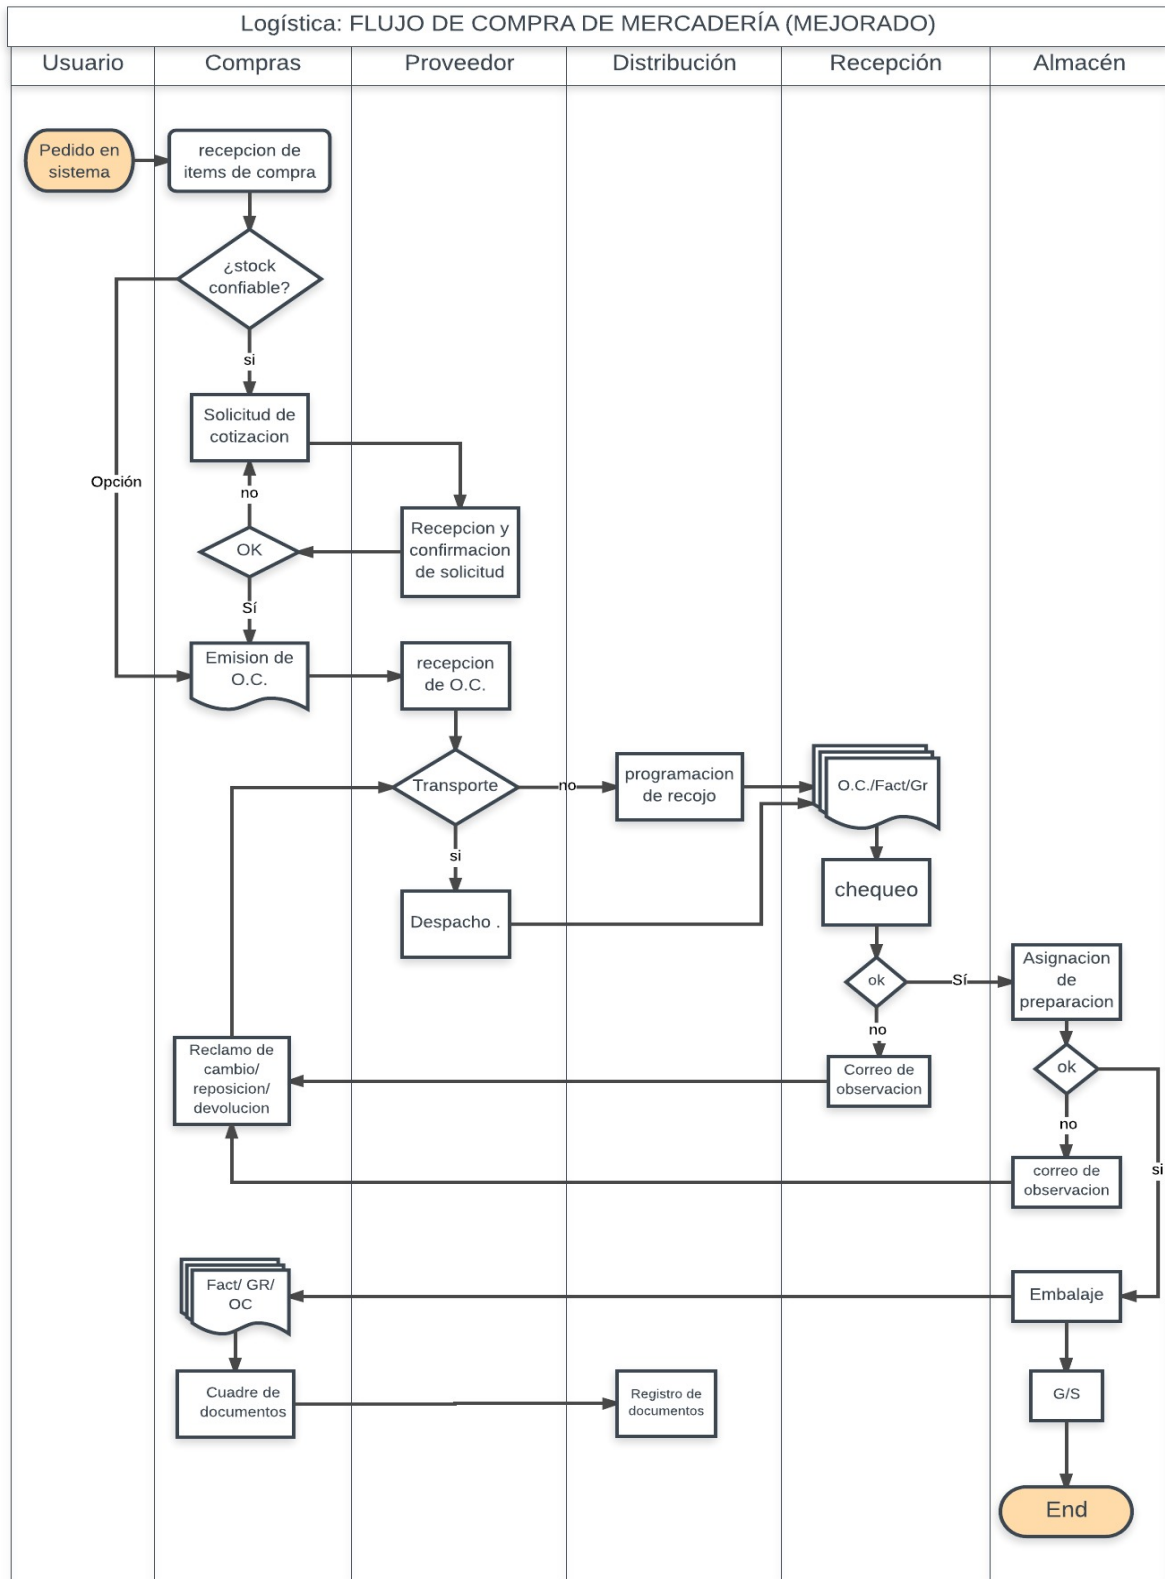 Logística: FLUJO DE COMPRA DE MERCADERÍA (MEJORADO)
Usuario
Compras
Proveedor
Distribución
Recepción
Almacén
Pedido en
sistema
recepcion de
items de compra
¿stock
confiable?
si
Solicitud de
cotizacion
Opción
no
Recepcion y
confirmacion
de solicitud
OK
Sí
Emision de
O.C.
recepcion
de O.C.
Transporte
no
programacion
de recojo
O.C./Fact/Gr
si
chequeo
Despacho .
ok
Sí
Asignacion
de
preparacion
no
Reclamo de
cambio/
reposicion/
devolucion
Correo de
observacion
ok
no
si
correo de
observacion
Fact/ GR/
OC
Embalaje
Cuadre de
documentos
Registro de
documentos
G/S
End